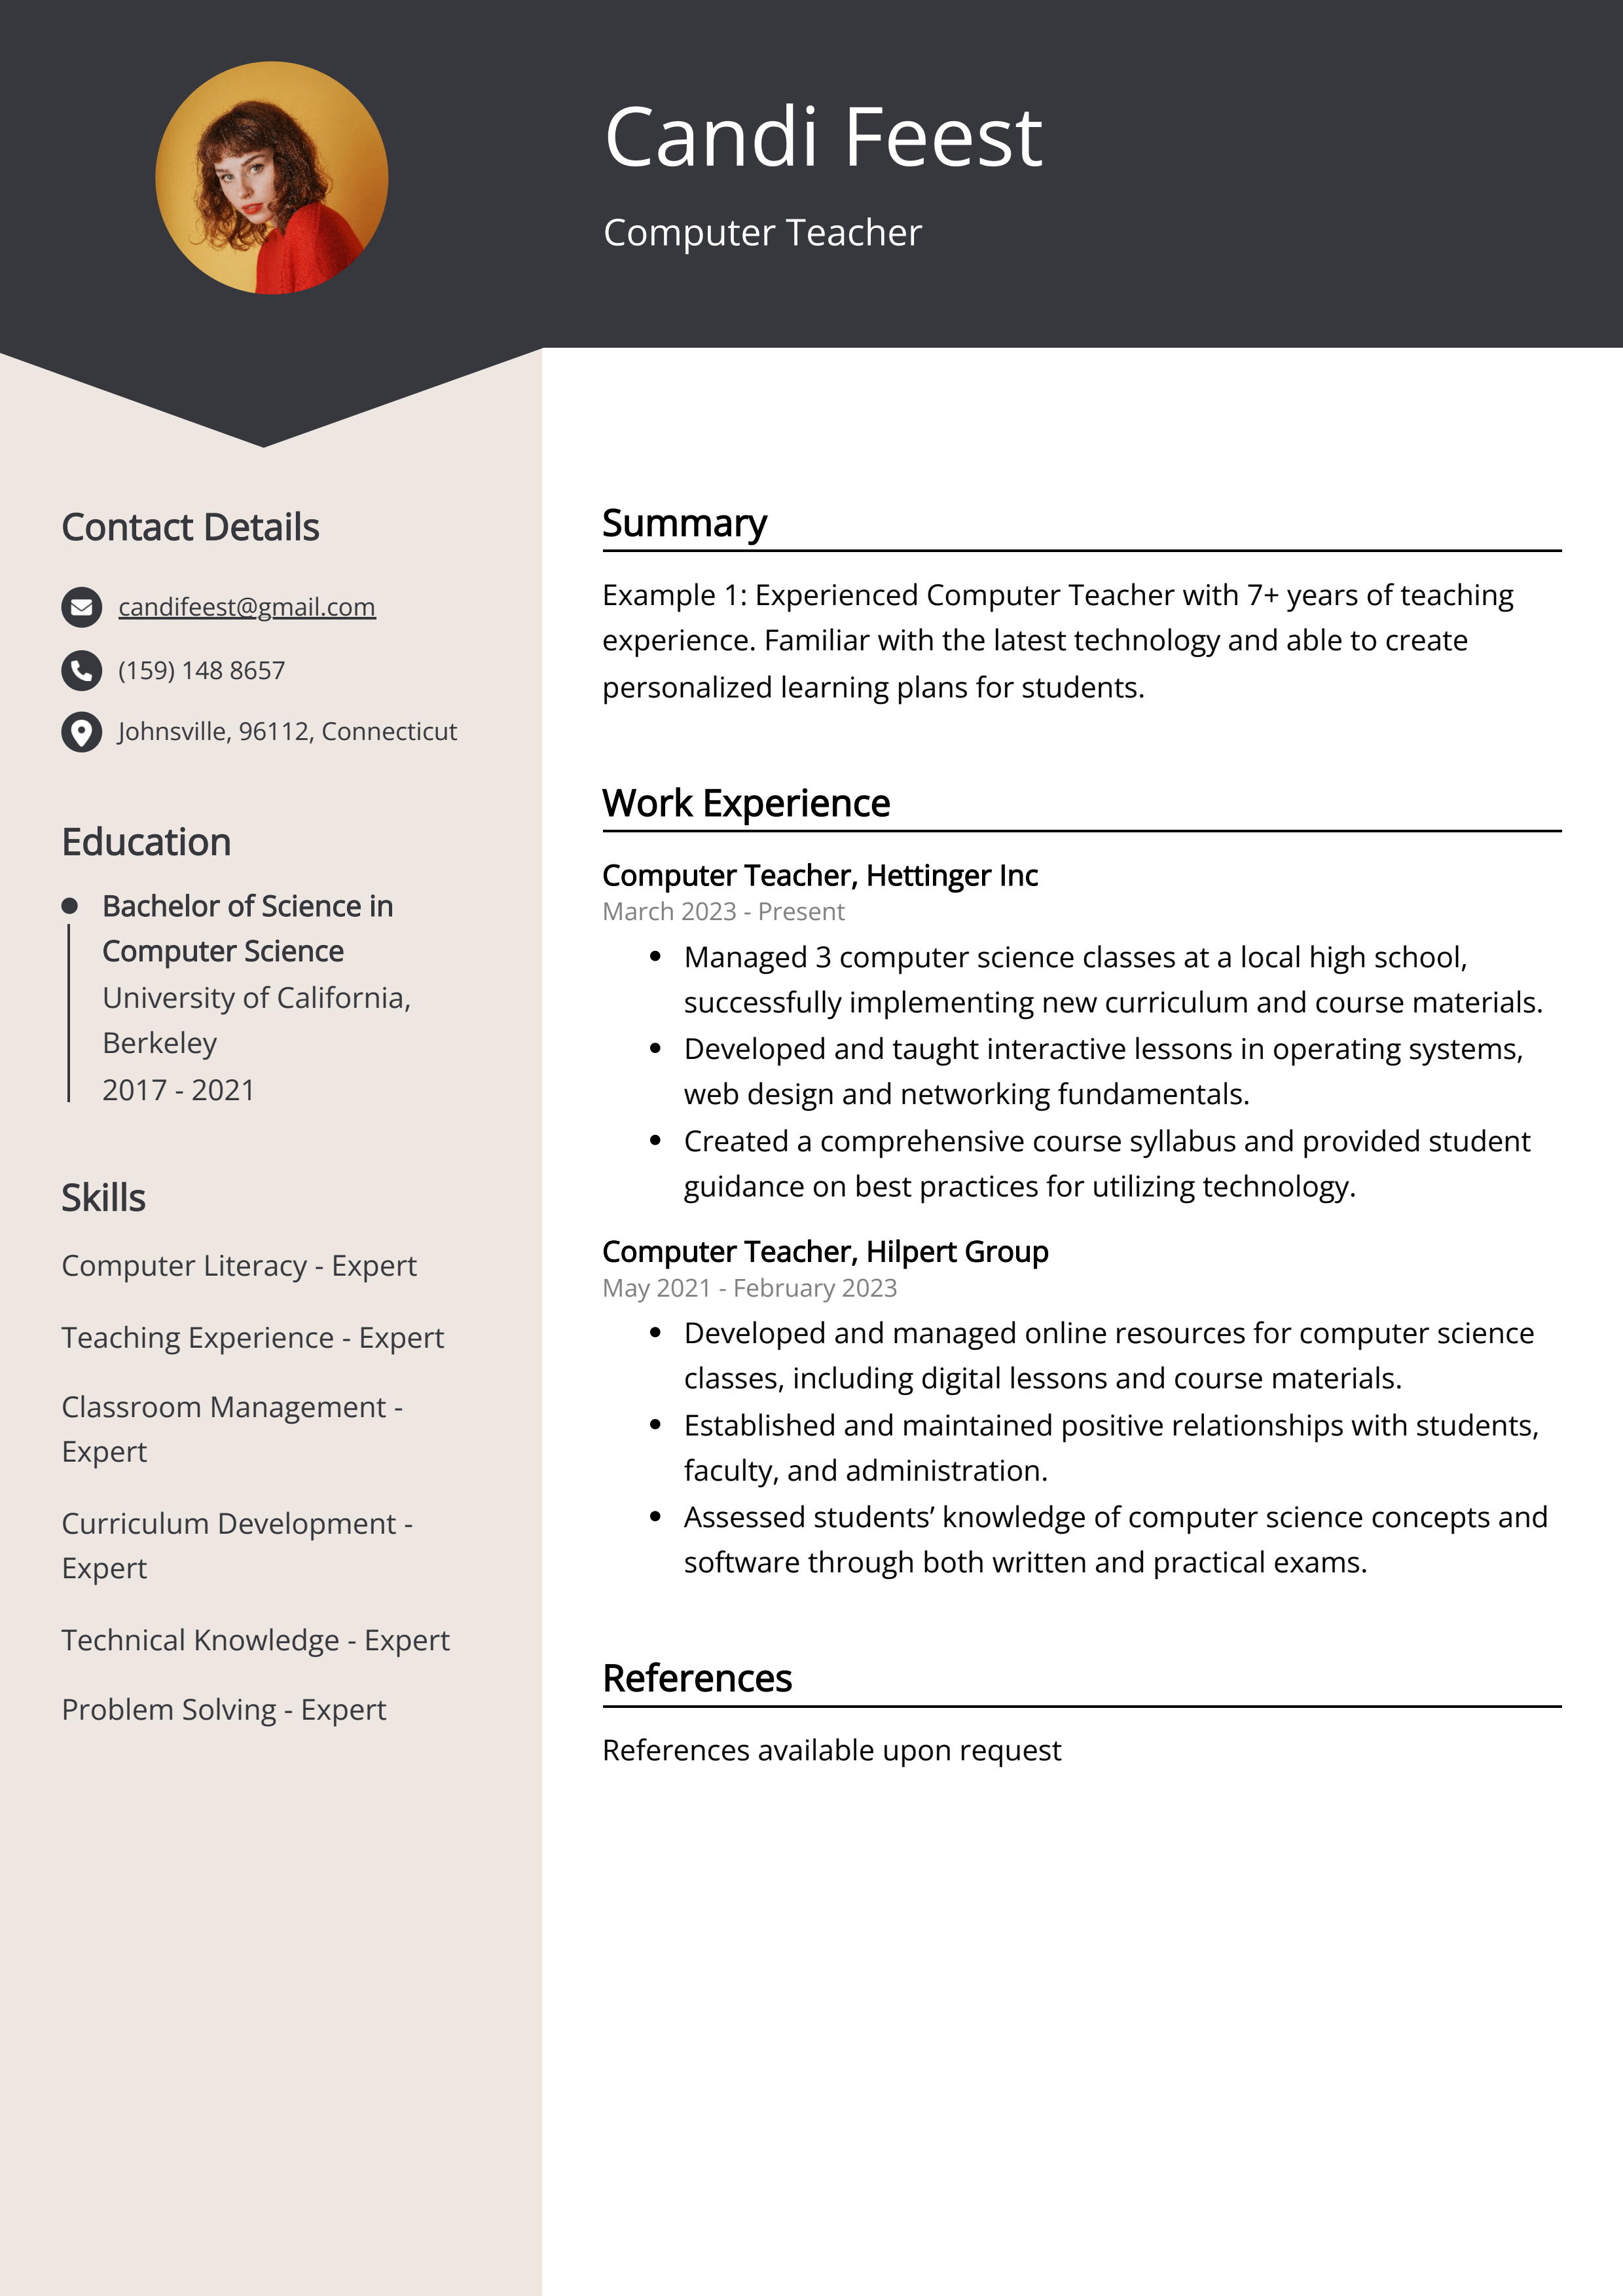 Candi Feest
Computer Teacher
Contact Details
candifeest@gmail.com
(159) 148 8657
Johnsville, 96112, Connecticut
Education
Bachelor of Science in
Computer Science
University of California,
Berkeley
2017 - 2021
Skills
Computer Literacy - Expert
Teaching Experience - Expert
Classroom Management -
Expert
Curriculum Development -
Expert
Technical Knowledge - Expert
Problem Solving - Expert
Summary
Example 1: Experienced Computer Teacher with 7+ years of teaching
experience. Familiar with the latest technology and able to create
personalized learning plans for students.
Work Experience
Computer Teacher, Hettinger Inc
March 2023 - Present
• Managed 3 computer science classes at a local high school,
successfully implementing new curriculum and course materials.
• Developed and taught interactive lessons in operating systems,
web design and networking fundamentals.
• Created a comprehensive course syllabus and provided student
guidance on best practices for utilizing technology.
Computer Teacher, Hilpert Group
May 2021 - February 2023
• Developed and managed online resources for computer science
classes, including digital lessons and course materials.
• Established and maintained positive relationships with students,
faculty, and administration.
• Assessed students’ knowledge of computer science concepts and
software through both written and practical exams.
References
References available upon request